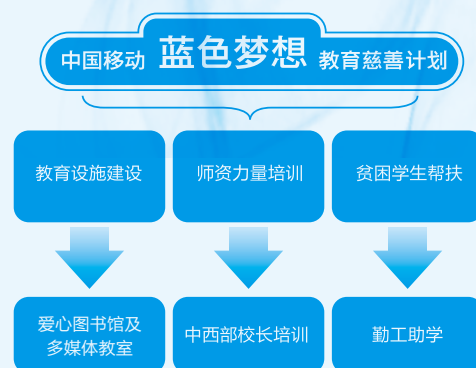 中国移动 蓝色梦想 教育慈善计划
教育设施建设 师资力量培训 贫困学生帮扶
爱心图书馆及
多媒体教室
中西部校长培训
勤工助学